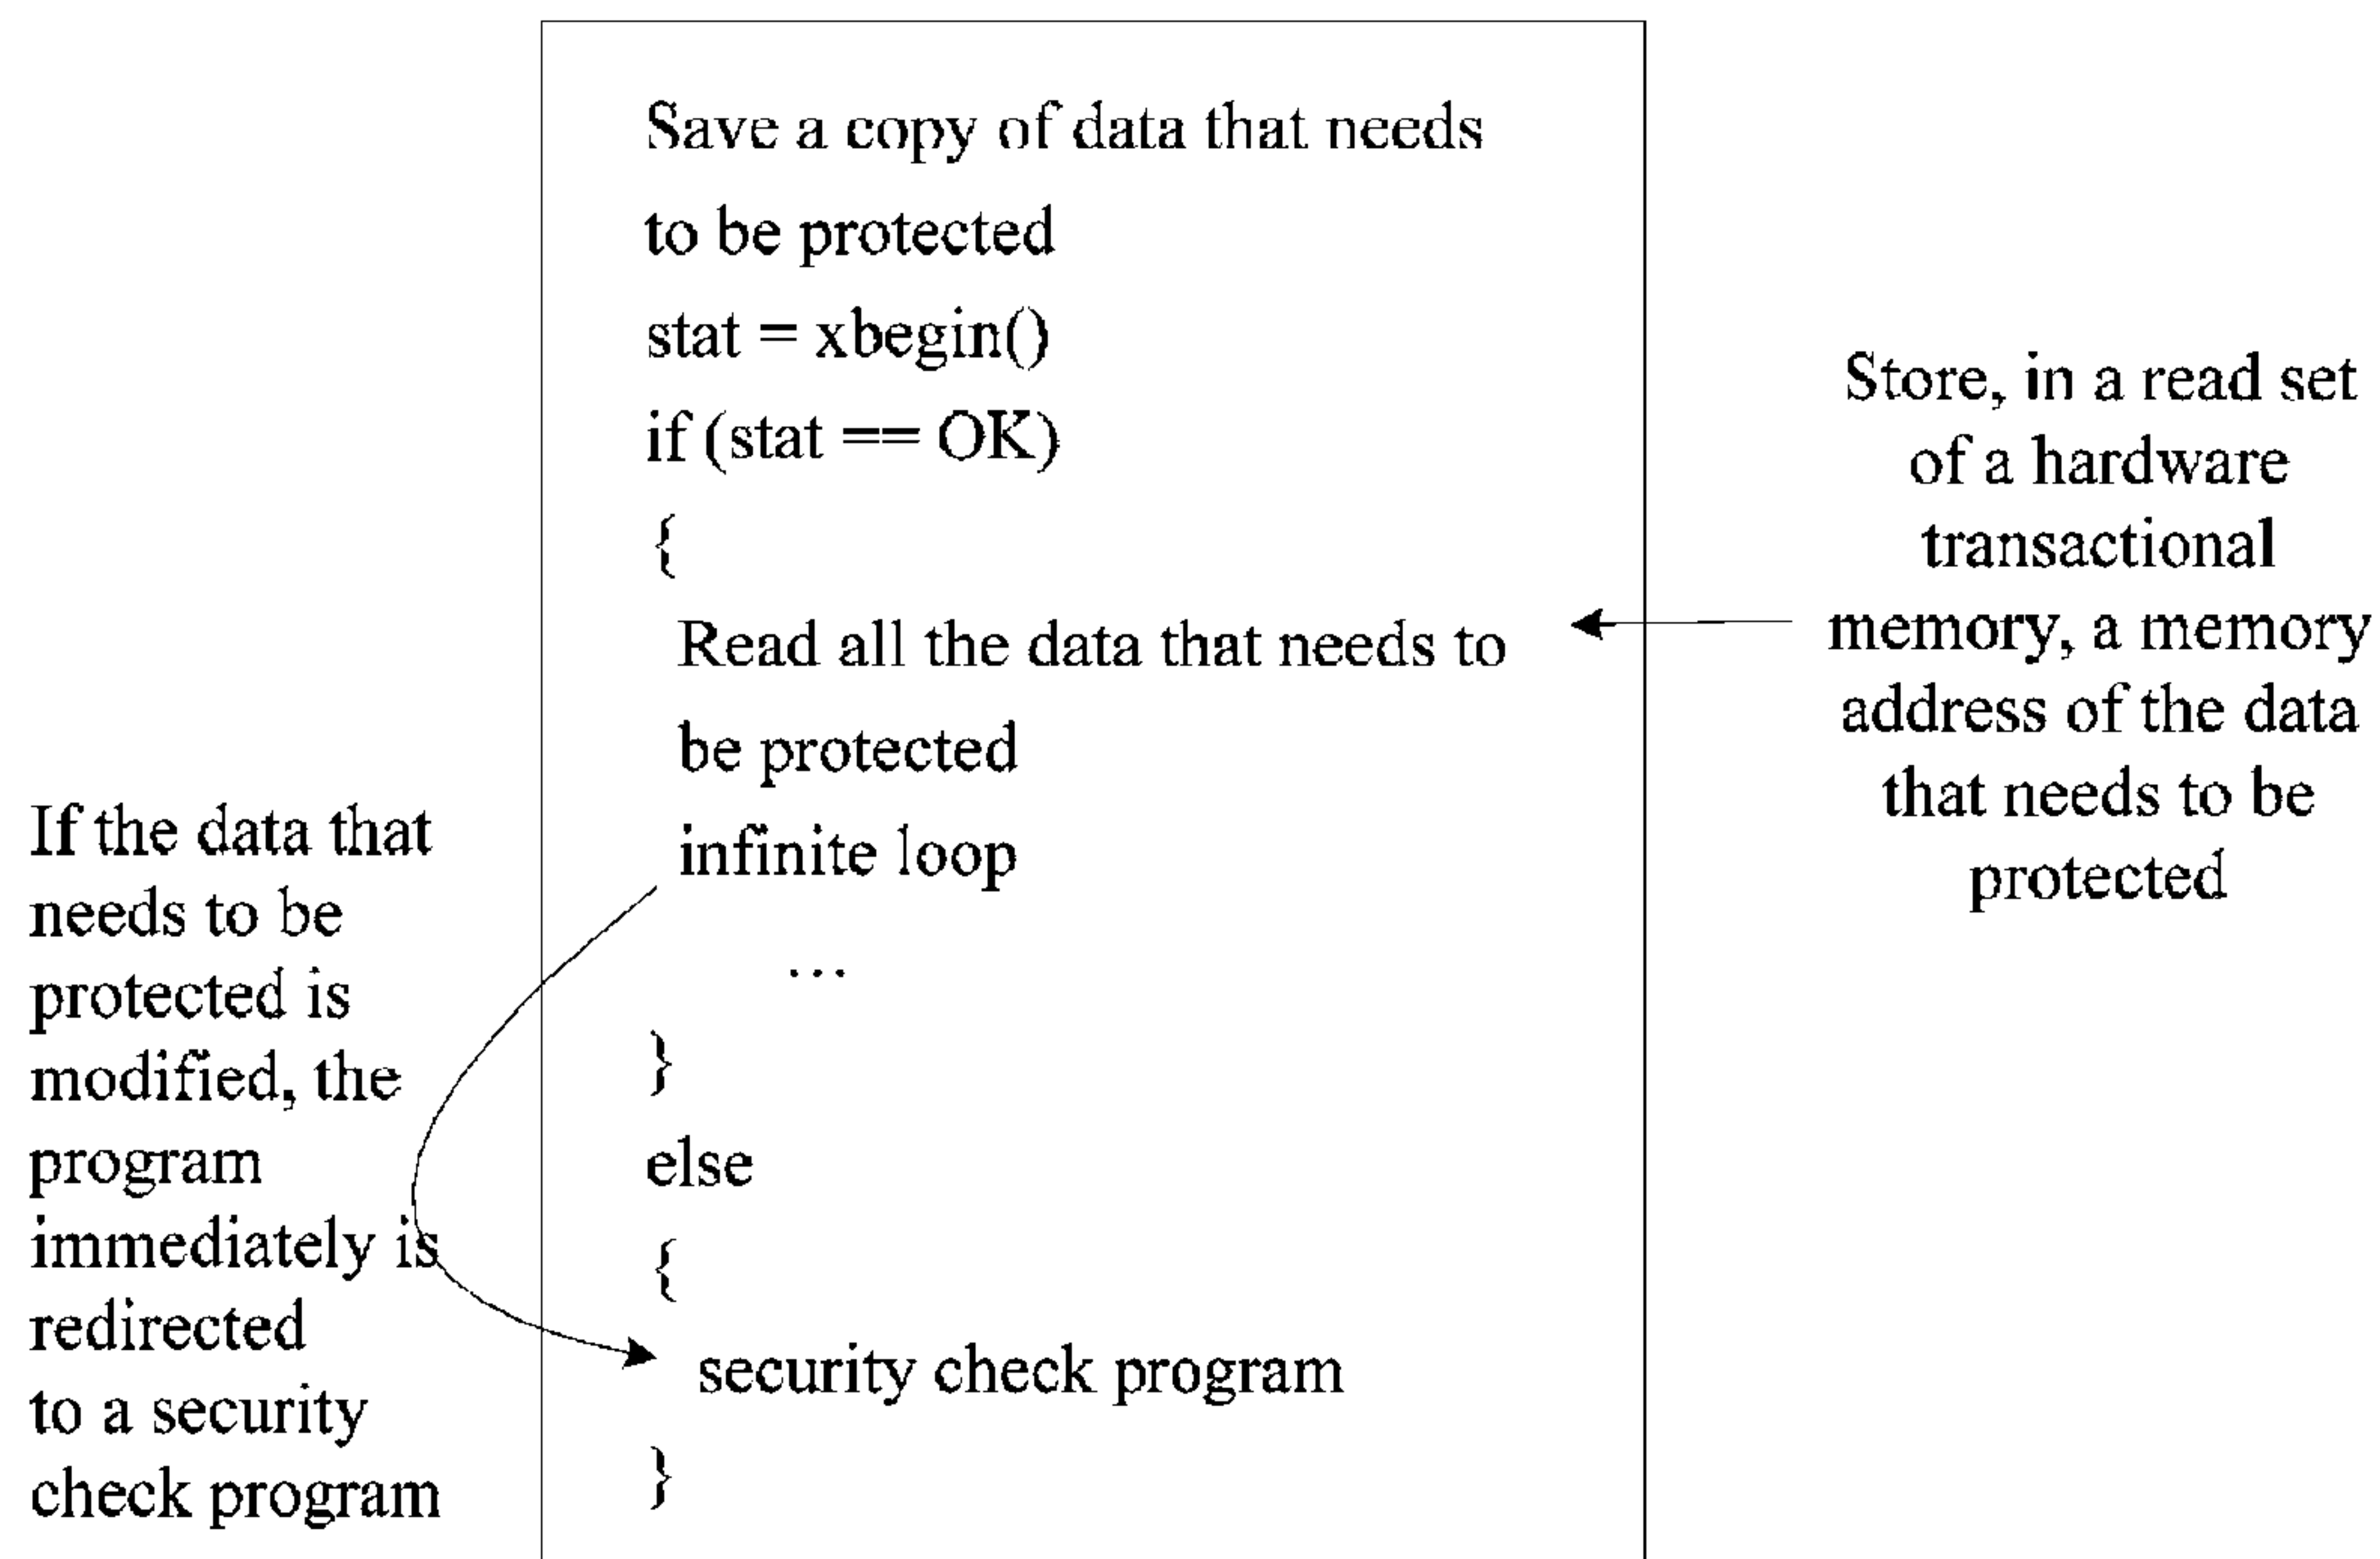 Save a copy of data that needs
to be protected
stat = xbegin()
if (stat == OK)
{
Read all the data that needs to
be protected
infinite loop
...
}
else
{
security check program
}
Store, in a read set
of a hardware
transactional
memory, a memory
address of the data
that needs to be
protected
If the data that
needs to be
protected is
modified, the
program
immediately is
redirected
to a security
check program